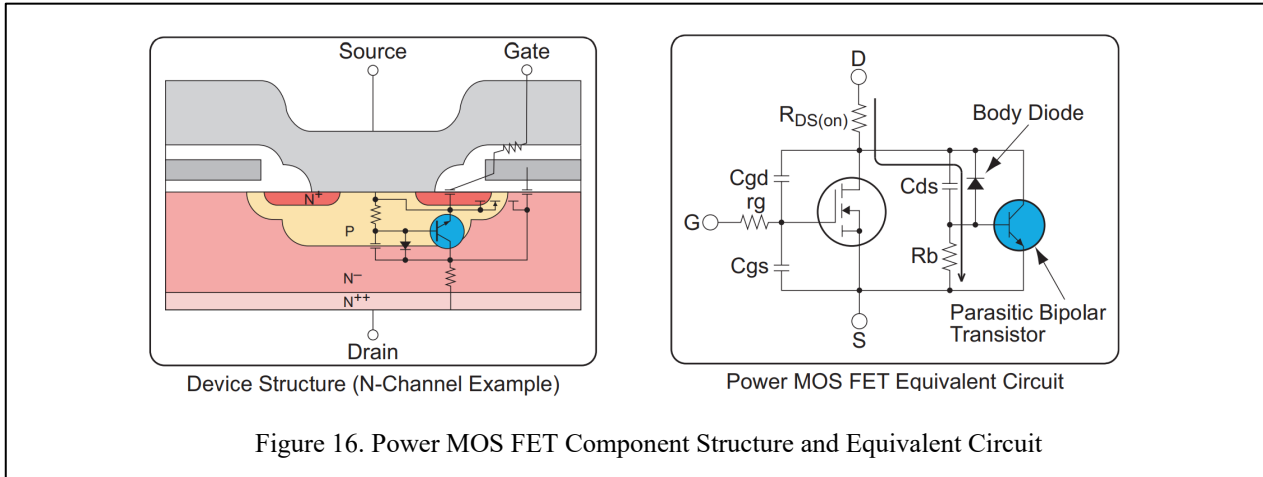 Source
Gate
N+
P
N−
N++
Drain
Device Structure (N-Channel Example)
D
RDS(on)
Body Diode
Cgd
Cds
rg
G
Rb
Cgs
Parasitic Bipolar
Transistor
S
Power MOS FET Equivalent Circuit
Figure 16. Power MOS FET Component Structure and Equivalent Circuit